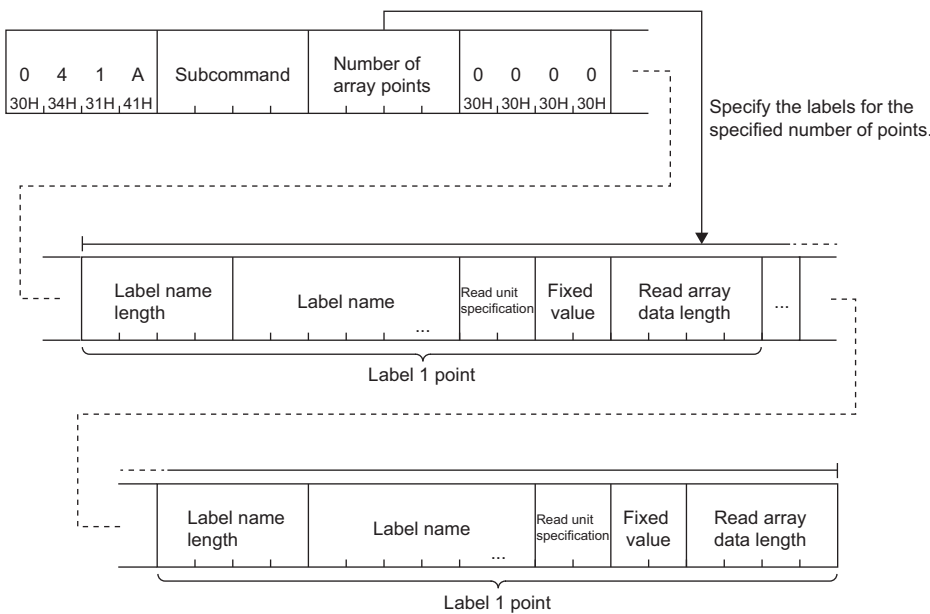 0 4 1 A
30H 34H 31H 41H
Subcommand
Number of
array points
0 0 0 0
30H 30H 30H 30H
Specify the labels for the
specified number of points.
Label name
length
Label name
...
Read unit
specification
Fixed
value
Read array
data length
...
Label 1 point
Label name
length
Label name
...
Read unit
specification
Fixed
value
Read array
data length
Label 1 point